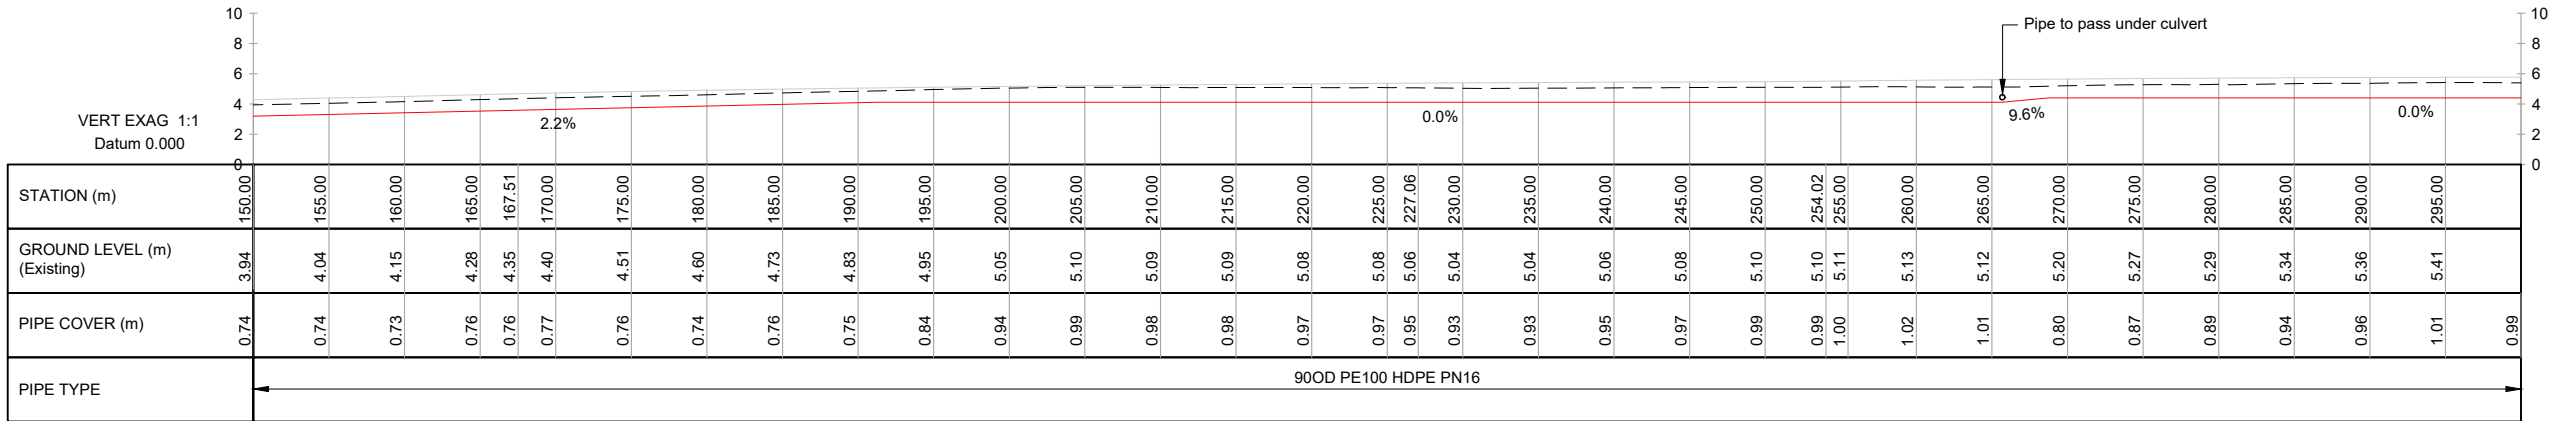 10
8
6
4
2
0
VERT EXAG 1:1
Datum 0.000
2.2%
0.0%
Pipe to pass under culvert
9.6%
0.0%
10
8
6
4
2
0
STATION (m) 150.00 155.00 160.00 165.00 167.51 170.00 175.00 180.00 185.00 190.00 195.00 200.00 205.00 210.00 215.00 220.00 225.00 227.06 230.00 235.00 240.00 245.00 250.00 254.02 255.00 260.00 265.00 270.00 275.00 280.00 285.00 290.00 295.00
GROUND LEVEL (m)
(Existing)
3.94 4.04 4.15 4.28 4.35 4.40 4.51 4.60 4.73 4.83 4.95 5.05 5.10 5.09 5.09 5.08 5.08 5.06 5.04 5.04 5.06 5.08 5.10 5.10 5.11 5.13 5.12 5.20 5.27 5.29 5.34 5.36 5.41
PIPE COVER (m) 0.74 0.74 0.73 0.76 0.76 0.77 0.76 0.74 0.76 0.75 0.84 0.94 0.99 0.98 0.98 0.97 0.97 0.95 0.93 0.93 0.95 0.97 0.99 0.99 1.00 1.02 1.01 0.80 0.87 0.89 0.94 0.96 1.01 0.99
PIPE TYPE 90OD PE100 HDPE PN16